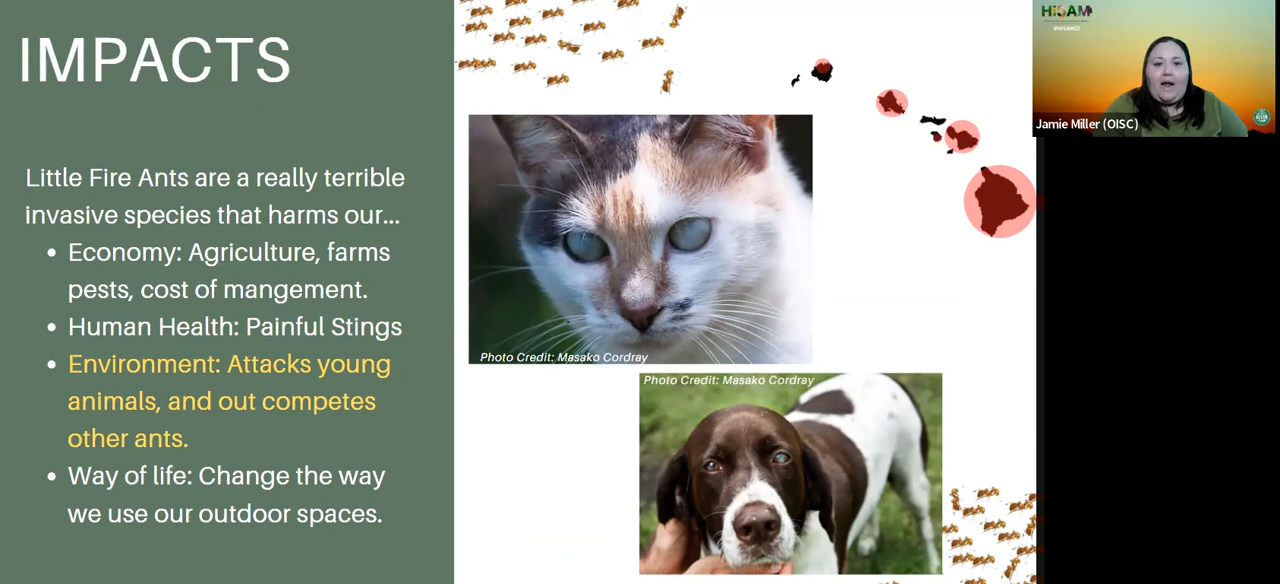 IMPACTS
Little Fire Ants are a really terrible
invasive species that harms our...
• Economy: Agriculture, farms
pests, cost of mangement.
• Human Health: Painful Stings
• Environment: Attacks young
animals, and out competes
other ants.
• Way of life: Change the way
we use our outdoor spaces.
Photo Credit: Masako Cordray
Photo Credit: Masako Cordray
HISAM
#HISAM22
Jamie Miller (OISC)